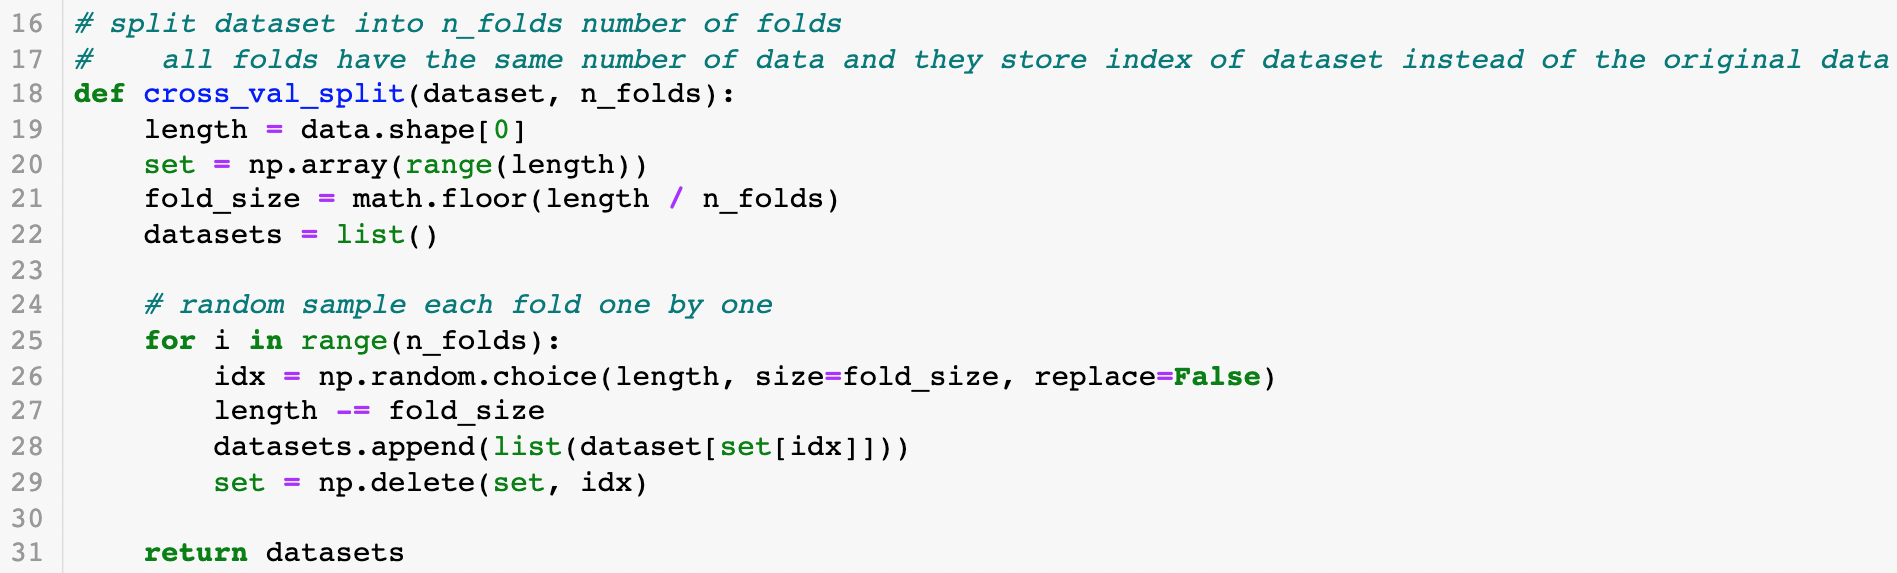 16 # split dataset into n_folds number of folds
17 #    all folds have the same number of data and they store index of dataset instead of the original data
18 def cross_val_split(dataset, n_folds):
19     length = data.shape[0]
20     set = np.array(range(length))
21     fold_size = math.floor(length / n_folds)
22     datasets = list()
23
24     # random sample each fold one by one
25     for i in range(n_folds):
26         idx = np.random.choice(length, size=fold_size, replace=False)
27         length -= fold_size
28         datasets.append(list(dataset[set[idx]]))
29         set = np.delete(set, idx)
30
31     return datasets